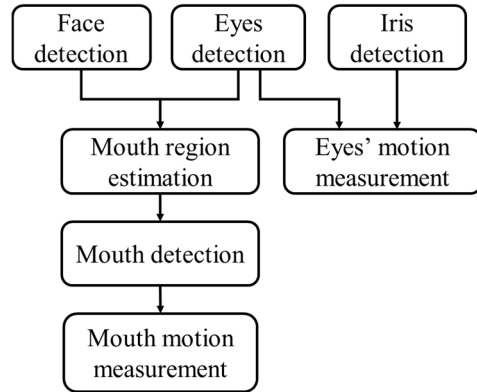 Face
detection
Eyes
detection
Iris
detection
Mouth region
estimation
Eyes' motion
measurement
Mouth detection
Mouth motion
measurement